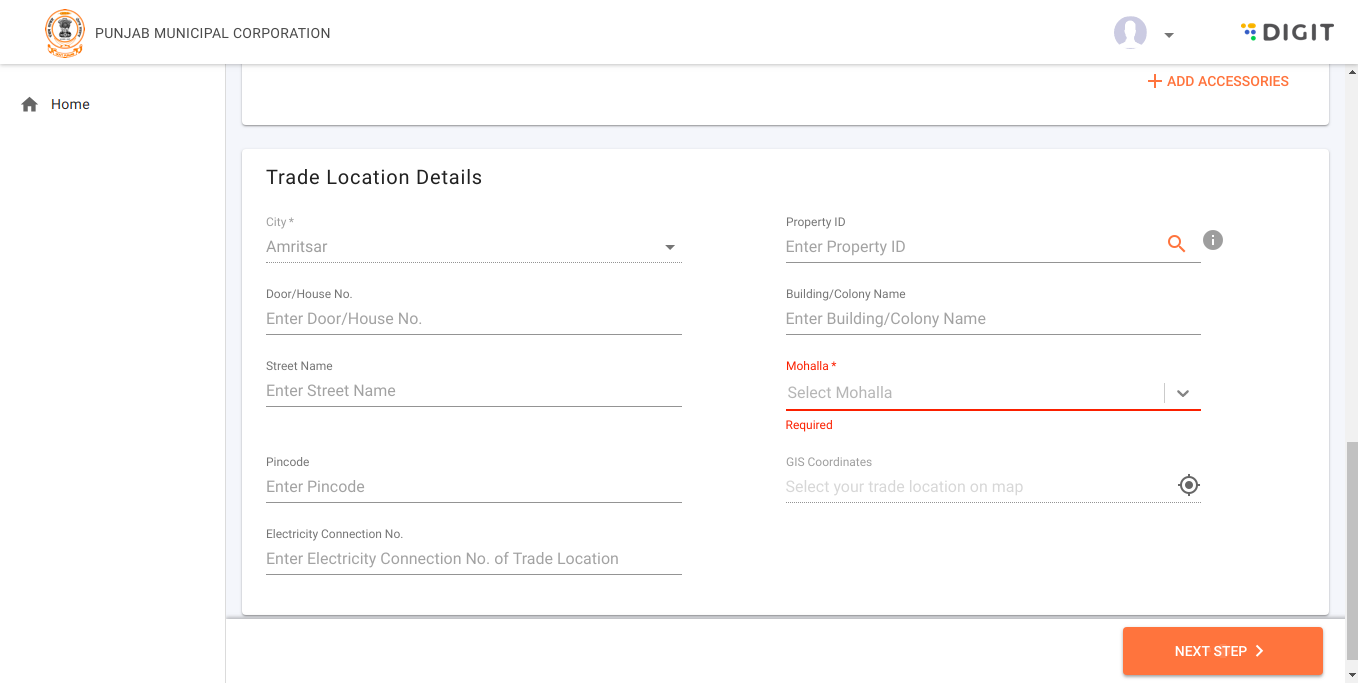 PUNJAB MUNICIPAL CORPORATION
DIGIT
Home
ADD ACCESSORIES
Trade Location Details
City *
Amritsar
Property ID
Enter Property ID
Door/House No.
Enter Door/House No.
Building/Colony Name
Enter Building/Colony Name
Street Name
Enter Street Name
Mohalla *
Select Mohalla
Required
Pincode
Enter Pincode
GIS Coordinates
Select your trade location on map
Electricity Connection No.
Enter Electricity Connection No. of Trade Location
NEXT STEP